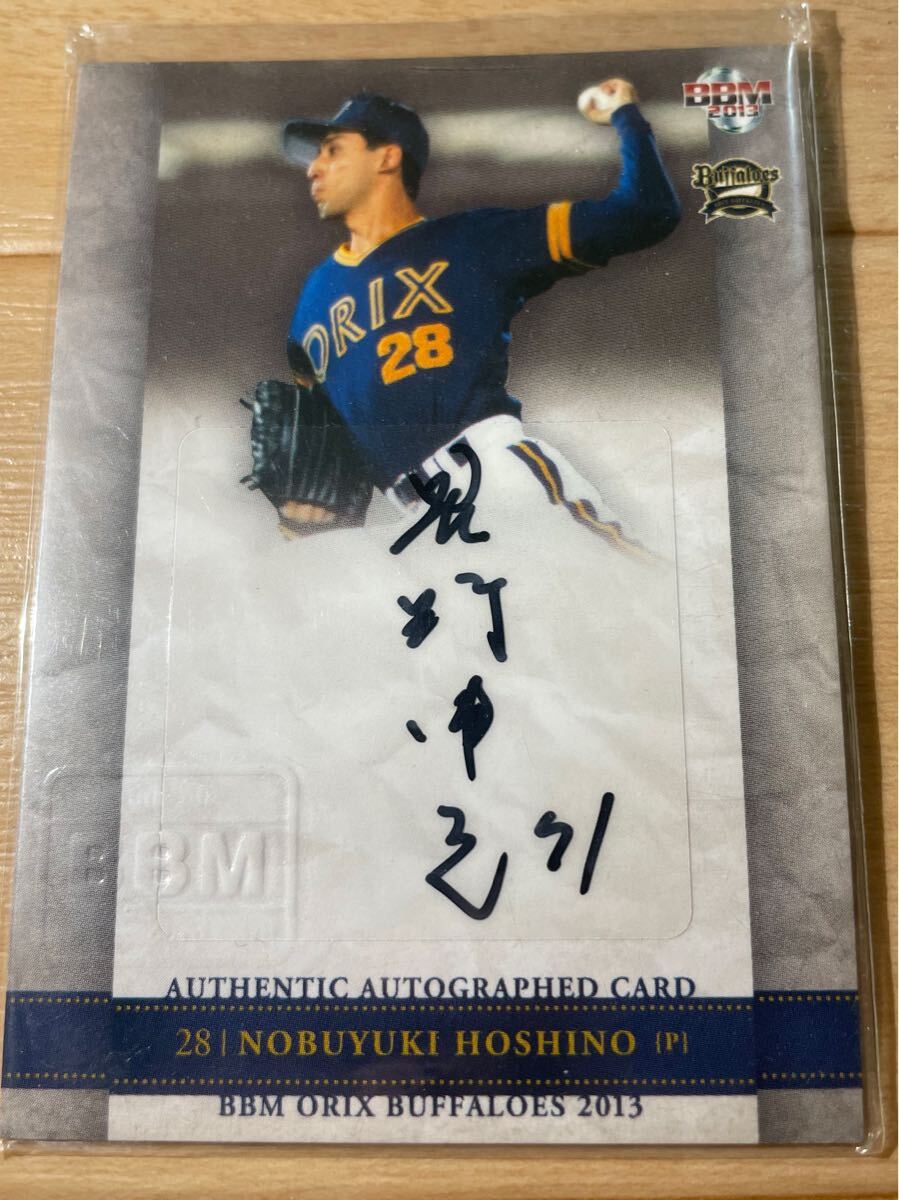 BBM
2013
Buffaloes
ORIX
28
星野伸之
71
BBM
AUTHENTIC AUTOGRAPHED CARD
28 | NOBUYUKI HOSHINO {P}
BBM ORIX BUFFALOES 2013